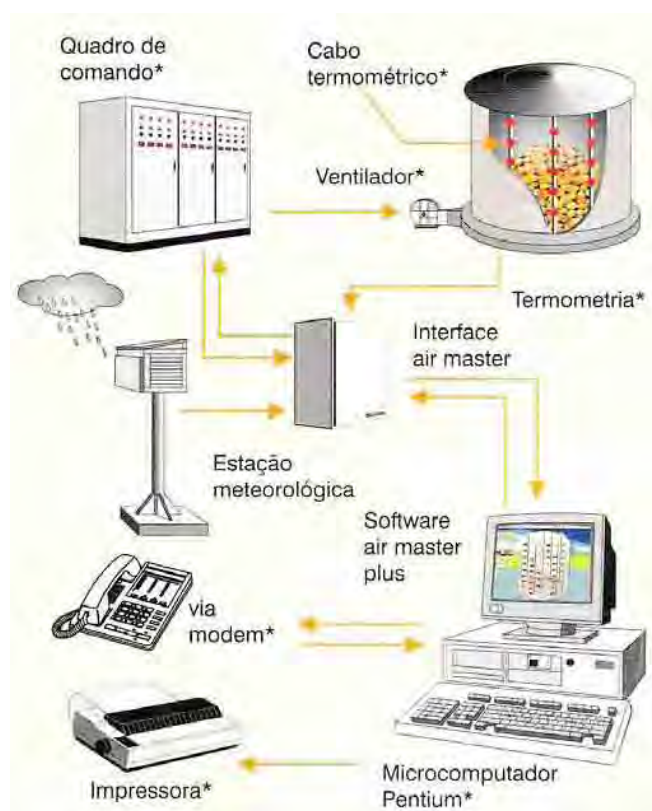 Quadro de
comando*
Cabo
termométrico*
Ventilador*
Termometria*
Interface
air master
Estação
meteorológica
Software
air master
plus
via
modem*
Impressora*
Microcomputador
Pentium*